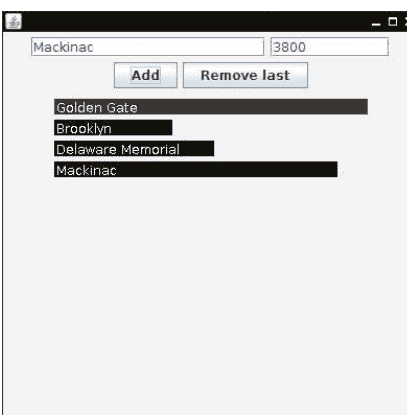 Mackinac 3800
Add Remove last
Golden Gate
Brooklyn
Delaware Memorial
Mackinac